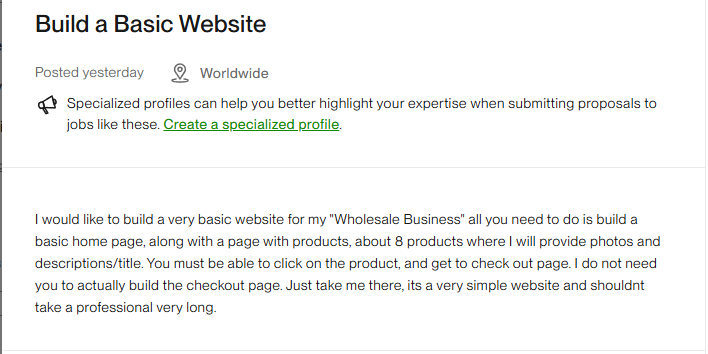 Build a Basic Website
Posted yesterday Worldwide
Specialized profiles can help you better highlight your expertise when submitting proposals to
jobs like these. Create a specialized profile.
I would like to build a very basic website for my "Wholesale Business" all you need to do is build a
basic home page, along with a page with products, about 8 products where I will provide photos and
descriptions/title. You must be able to click on the product, and get to check out page. I do not need
you to actually build the checkout page. Just take me there, its a very simple website and shouldnt
take a professional very long.